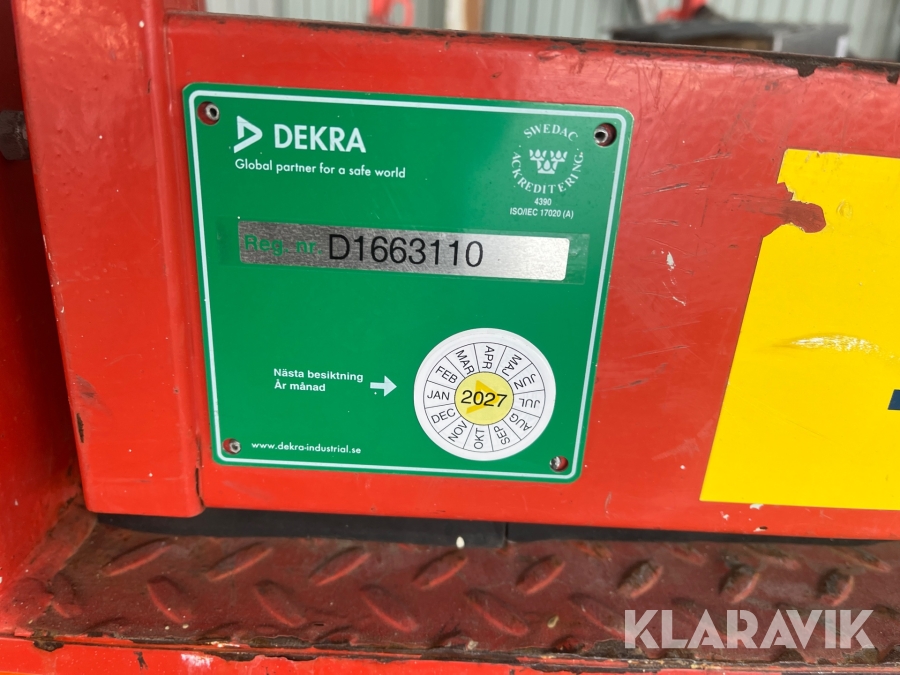 DEKRA
Global partner for a safe world
SWEDAC
ACKREDITERING
4390
ISO/IEC 17020 (A)
Reg. nr D1663110
Nästa besiktning
År månad
JAN
FEB
MAR
APR
MAJ
JUN
JUL
AUG
SEP
OKT
NOV
DEC
2027
www.dekra-industrial.se
KLARAVIK